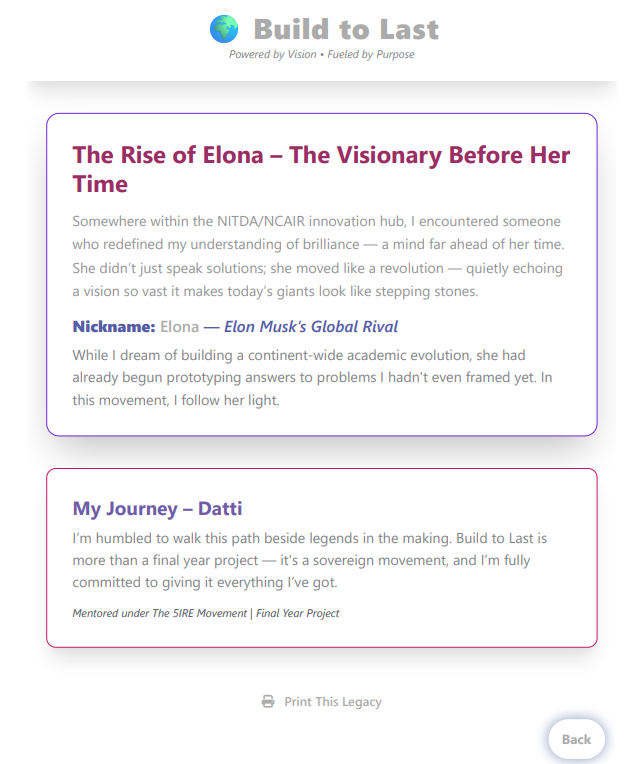 Build to Last
Powered by Vision • Fueled by Purpose
The Rise of Elona – The Visionary Before Her
Time
Somewhere within the NITDA/NCAIR innovation hub, I encountered someone
who redefined my understanding of brilliance — a mind far ahead of her time.
She didn't just speak solutions; she moved like a revolution — quietly echoing
a vision so vast it makes today's giants look like stepping stones.
Nickname: Elona — Elon Musk's Global Rival
While I dream of building a continent-wide academic evolution, she had
already begun prototyping answers to problems I hadn't even framed yet. In
this movement, I follow her light.
My Journey – Datti
I'm humbled to walk this path beside legends in the making. Build to Last is
more than a final year project — it's a sovereign movement, and I'm fully
committed to giving it everything I've got.
Mentored under The 5IRE Movement | Final Year Project
Print This Legacy
Back